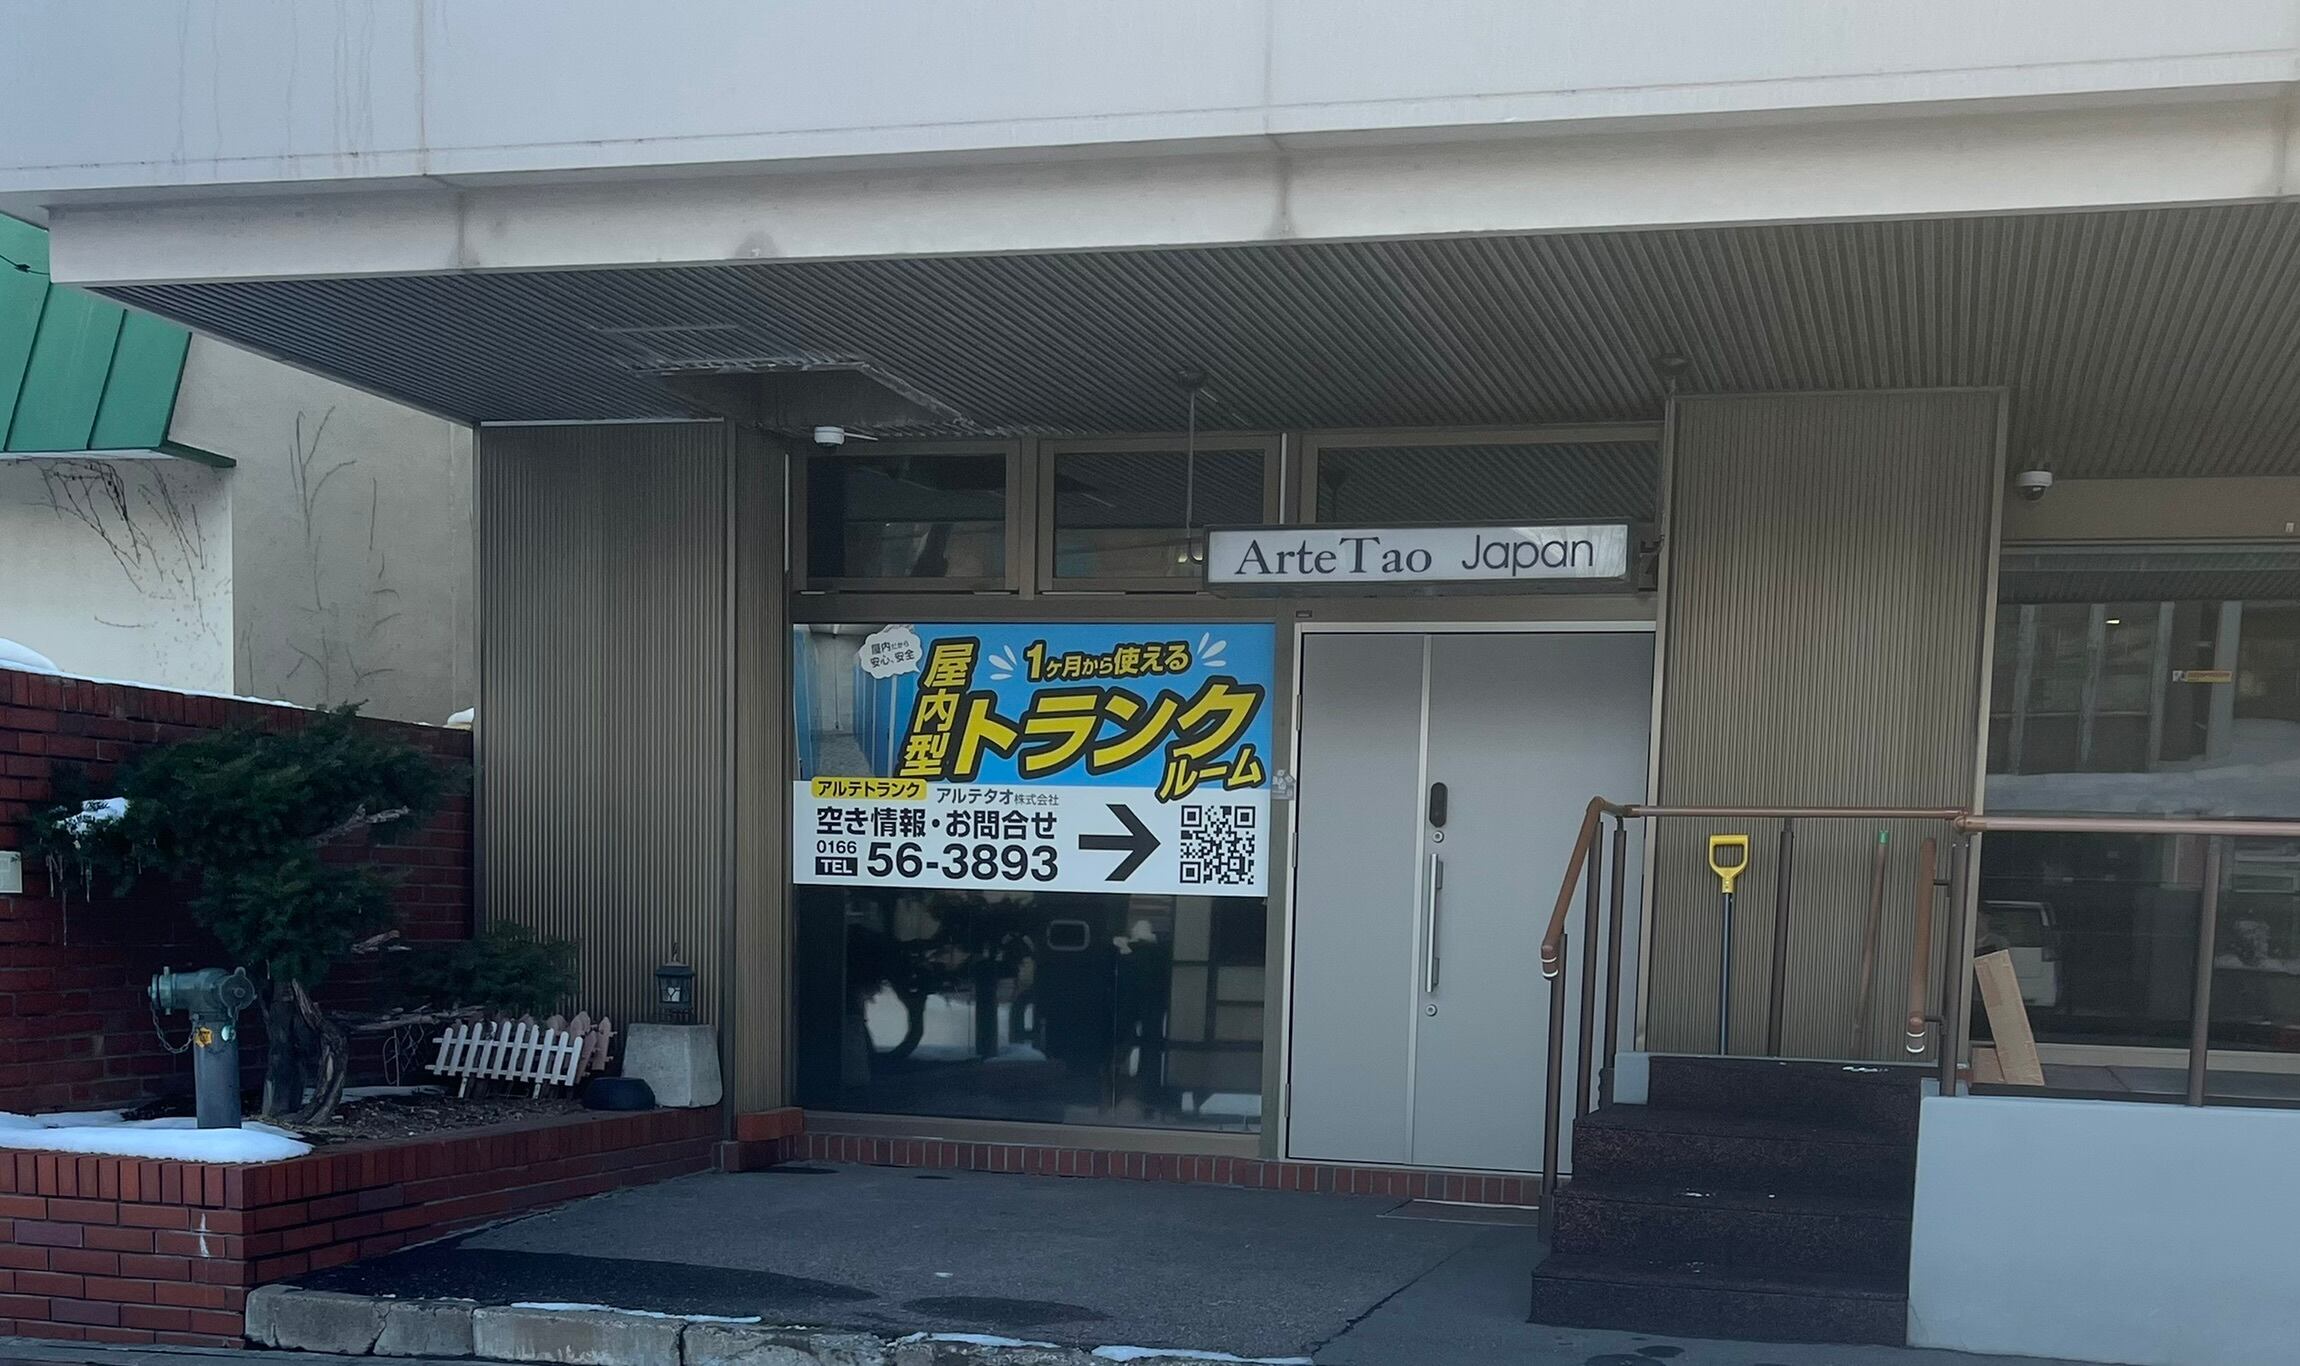 ArteTao Japan
屋内だから
安心、安全
屋内型
1ヶ月から使える
トランク
ルーム
アルテトランク アルテタオ株式会社
空き情報・お問合せ
0166
TEL 56-3893